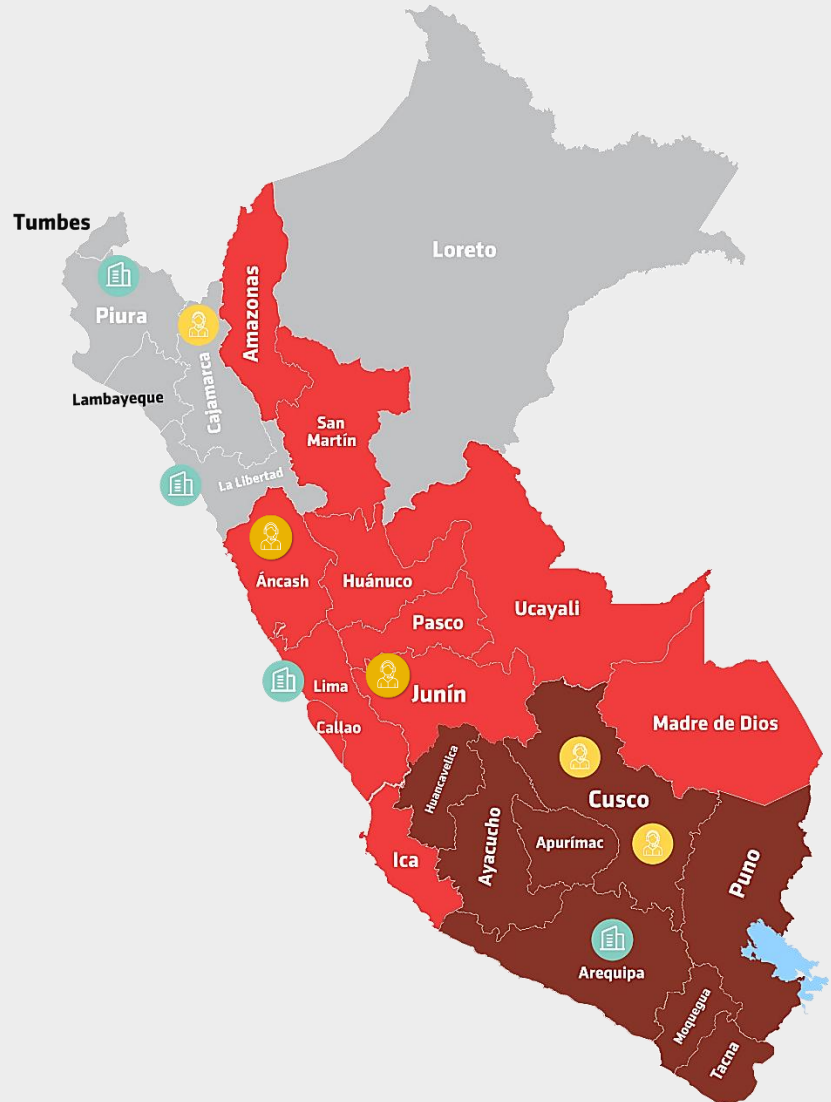 Loreto
Tumbes
Amazonas
Piura
Cajamarca
Lambayeque
San
Martín
La Libertad
Áncash
Huánuco
Ucayali
Pasco
Lima
Junín
Callao
Madre de Dios
Huancavelica
Cusco
Ayacucho
Apurímac
Ica
Puno
Arequipa
Moquegua
Tacna